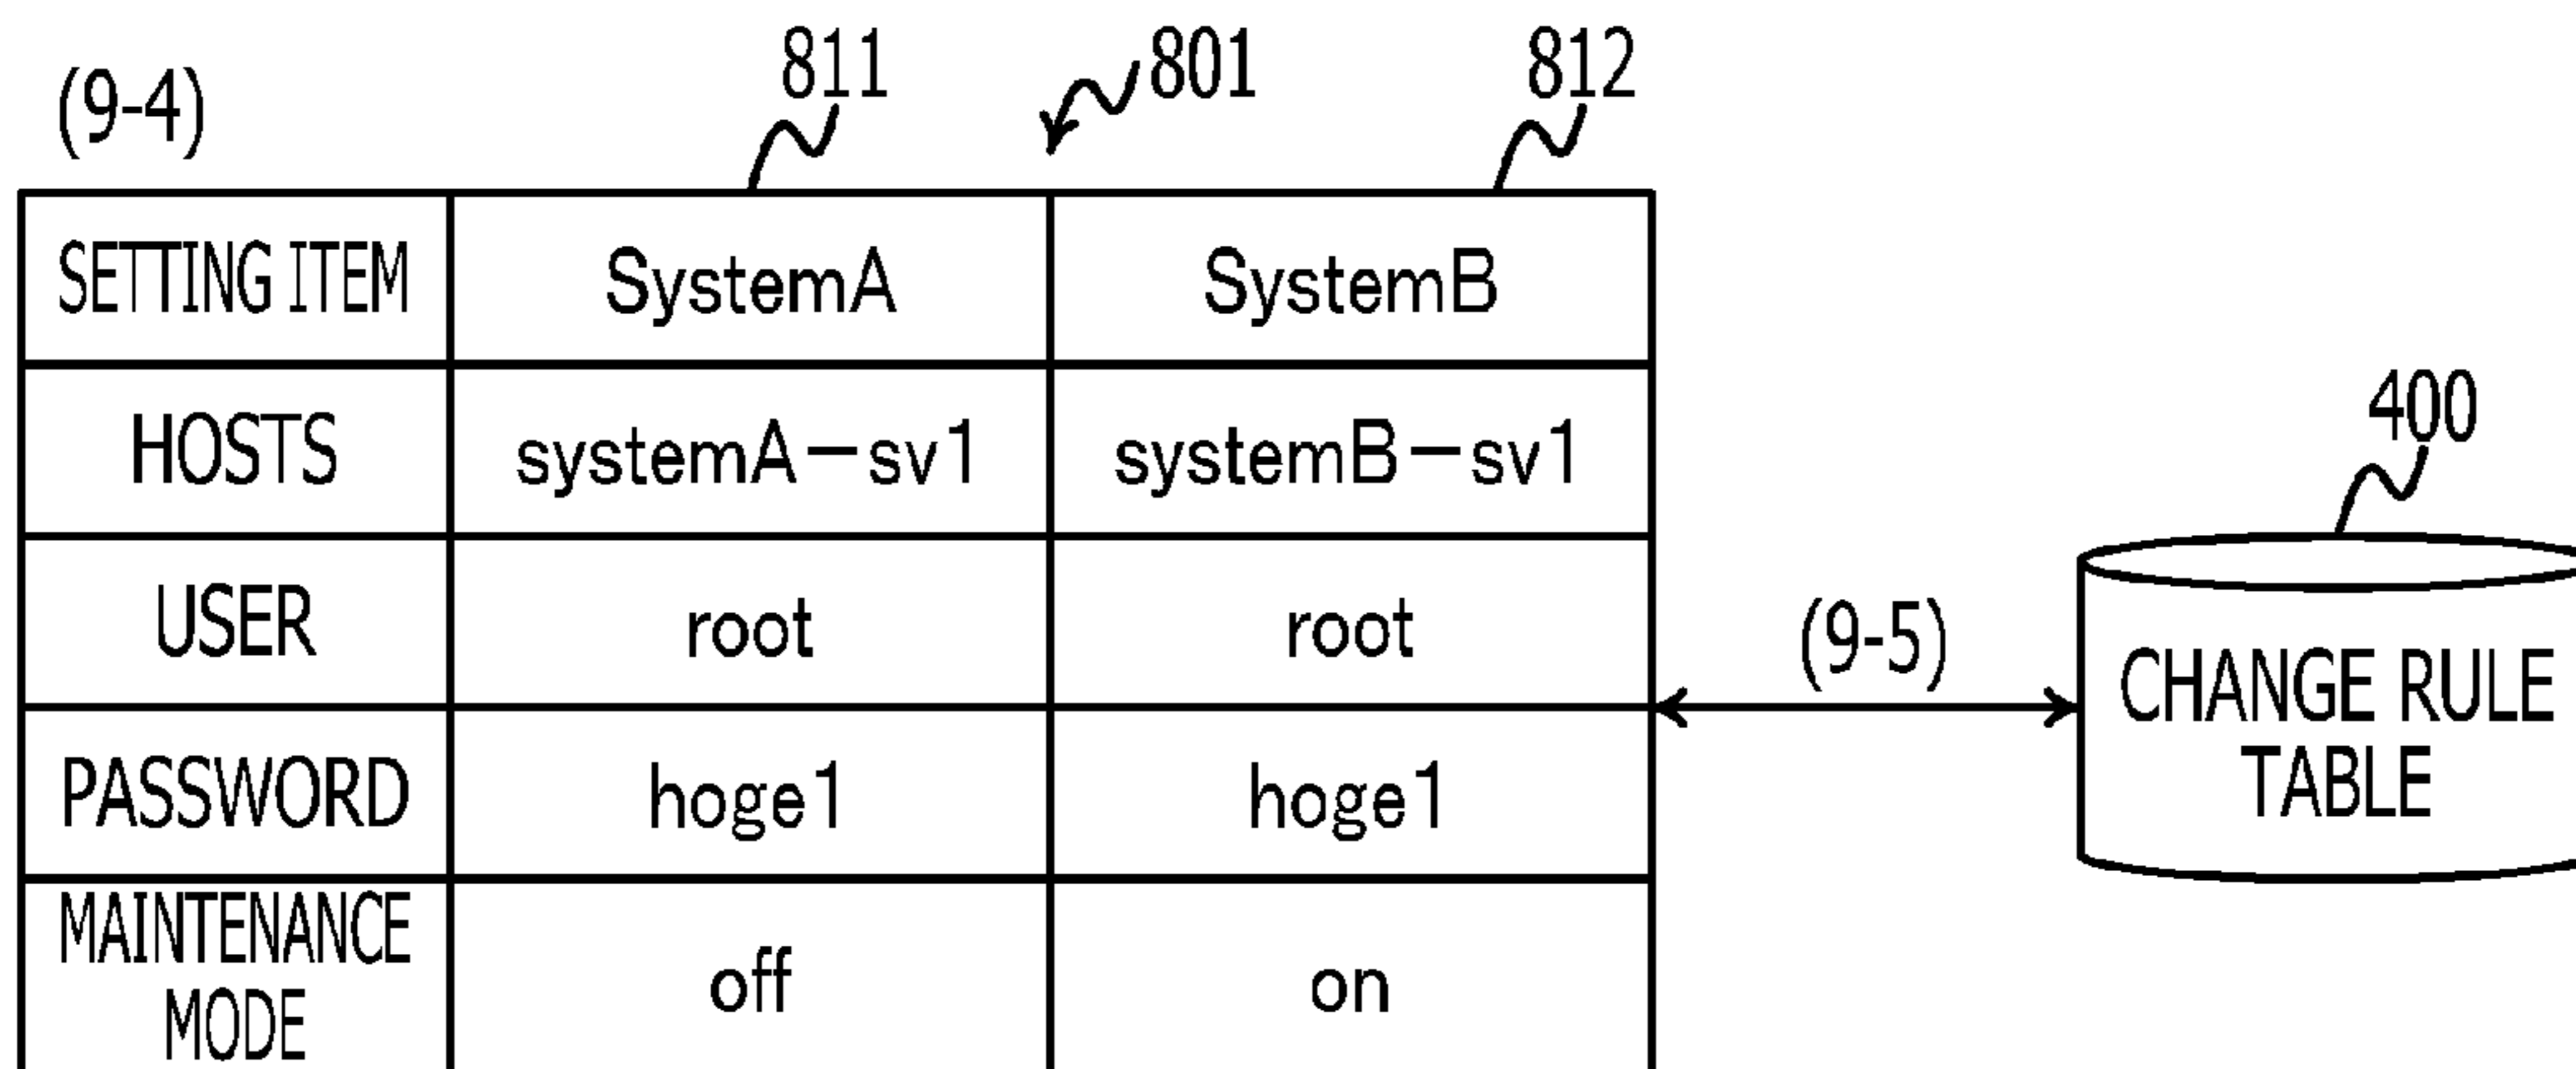 (9-4)
811
801
812
SETTING ITEM
SystemA
SystemB
HOSTS
systemA-sv1
systemB-sv1
USER
root
root
PASSWORD
hoge1
hoge1
MAINTENANCE
MODE
off
on
(9-5)
400
CHANGE RULE
TABLE